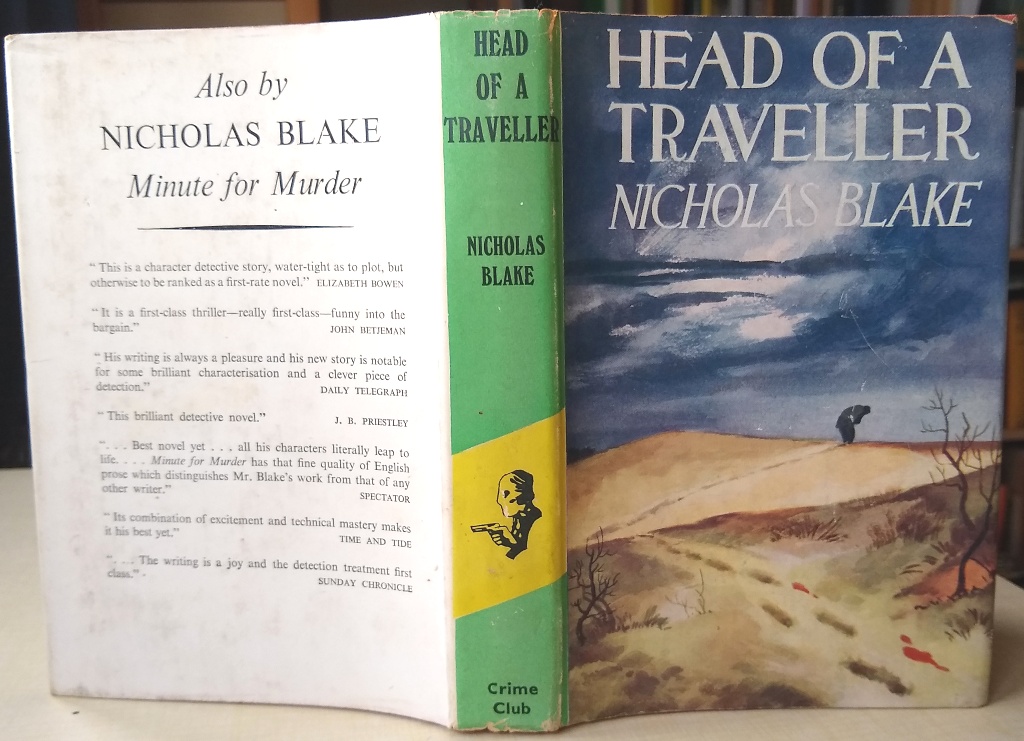 Also by
NICHOLAS BLAKE
Minute for Murder
“ This is a character detective story, water-tight as to plot, but
otherwise to be ranked as a first-rate novel.” ELIZABETH BOWEN
“ It is a first-class thriller—really first-class—funny into the
bargain.” JOHN BETJEMAN
“ His writing is always a pleasure and his new story is notable
for some brilliant characterisation and a clever piece of
detection.” DAILY TELEGRAPH
“ This brilliant detective novel.” J. B. PRIESTLEY
“. . . Best novel yet . . . all his characters literally leap to
life. . . . Minute for Murder has that fine quality of English
prose which distinguishes Mr. Blake's work from that of any
other writer.” SPECTATOR
“ Its combination of excitement and technical mastery makes
it his best yet.” TIME AND TIDE
“. . . The writing is a joy and the detection treatment first
class.” SUNDAY CHRONICLE
HEAD
OF A
TRAVELLER
NICHOLAS
BLAKE
Crime
Club
HEAD OF A
TRAVELLER
NICHOLAS BLAKE